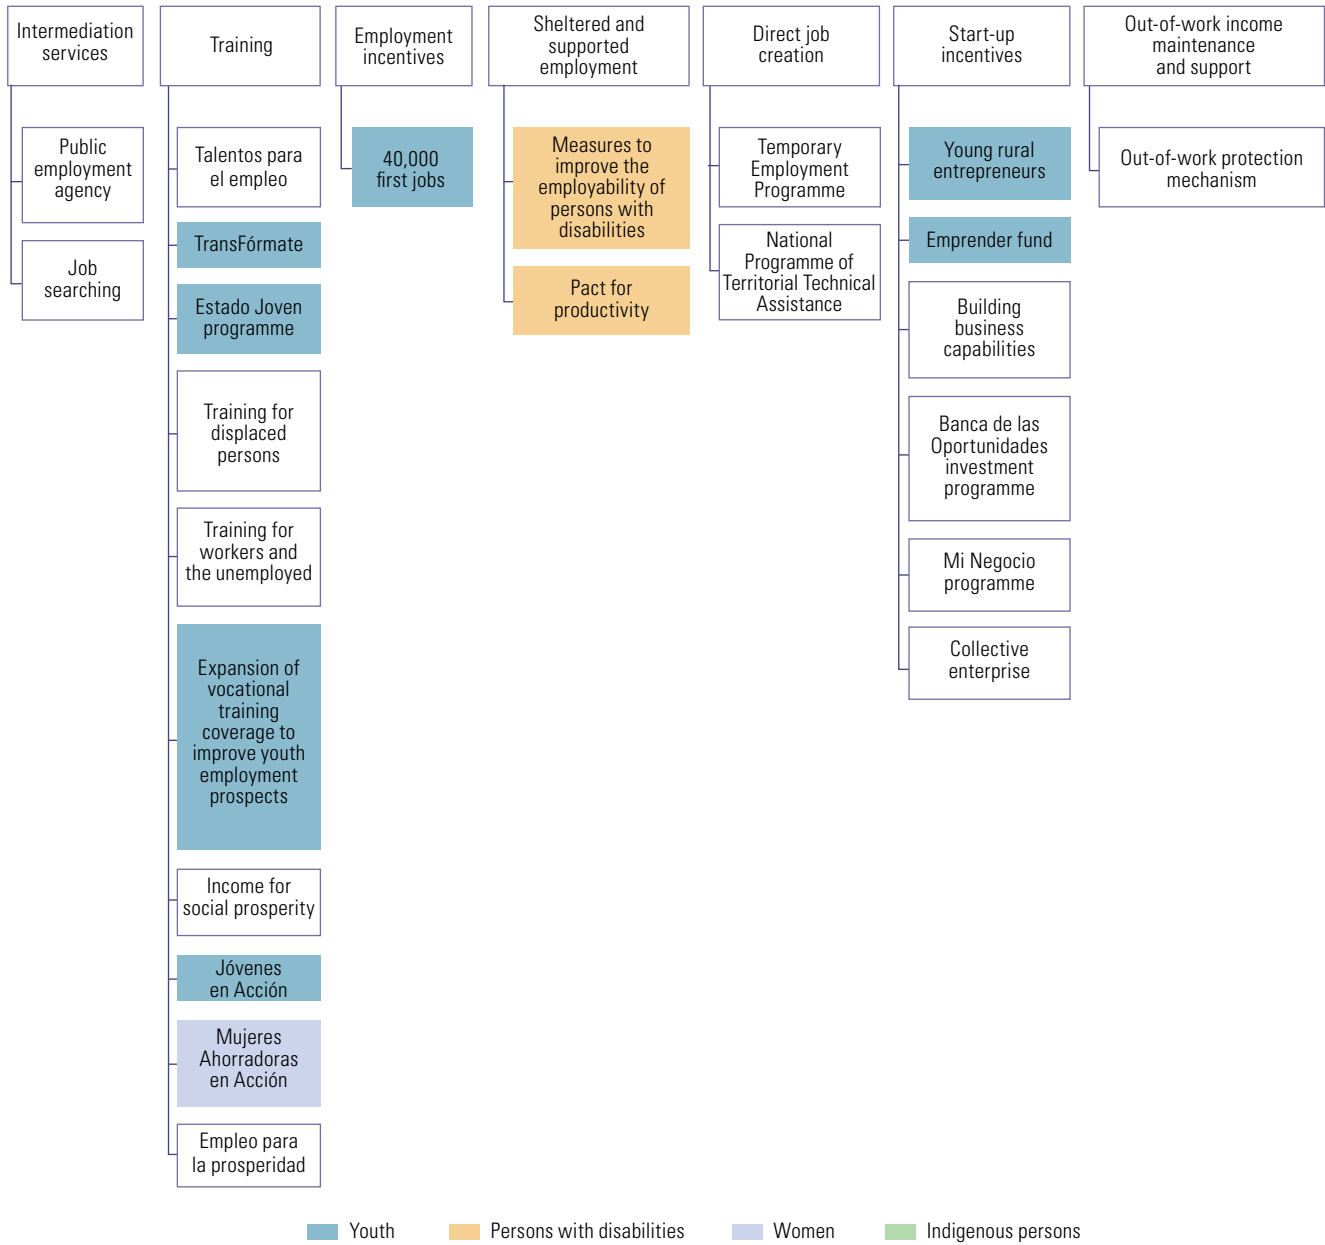 Intermediation
services
Training
Employment
incentives
Sheltered and
supported
employment
Direct job
creation
Start-up
incentives
Out-of-work income
maintenance
and support
Public
employment
agency
Job
searching
Talentos para
el empleo
TransFórmate
Estado Joven
programme
Training for
displaced
persons
Training for
workers and
the unemployed
Expansion of
vocational
training
coverage to
improve youth
employment
prospects
Income for
social prosperity
Jóvenes
en Acción
Mujeres
Ahorradoras
en Acción
Empleo para
la prosperidad
40,000
first jobs
Measures to
improve the
employability of
persons with
disabilities
Pact for
productivity
Temporary
Employment
Programme
National
Programme of
Territorial Technical
Assistance
Young rural
entrepreneurs
Emprender fund
Building
business
capabilities
Banca de las
Oportunidades
investment
programme
Mi Negocio
programme
Collective
enterprise
Out-of-work protection
mechanism
Youth
Persons with disabilities
Women
Indigenous persons